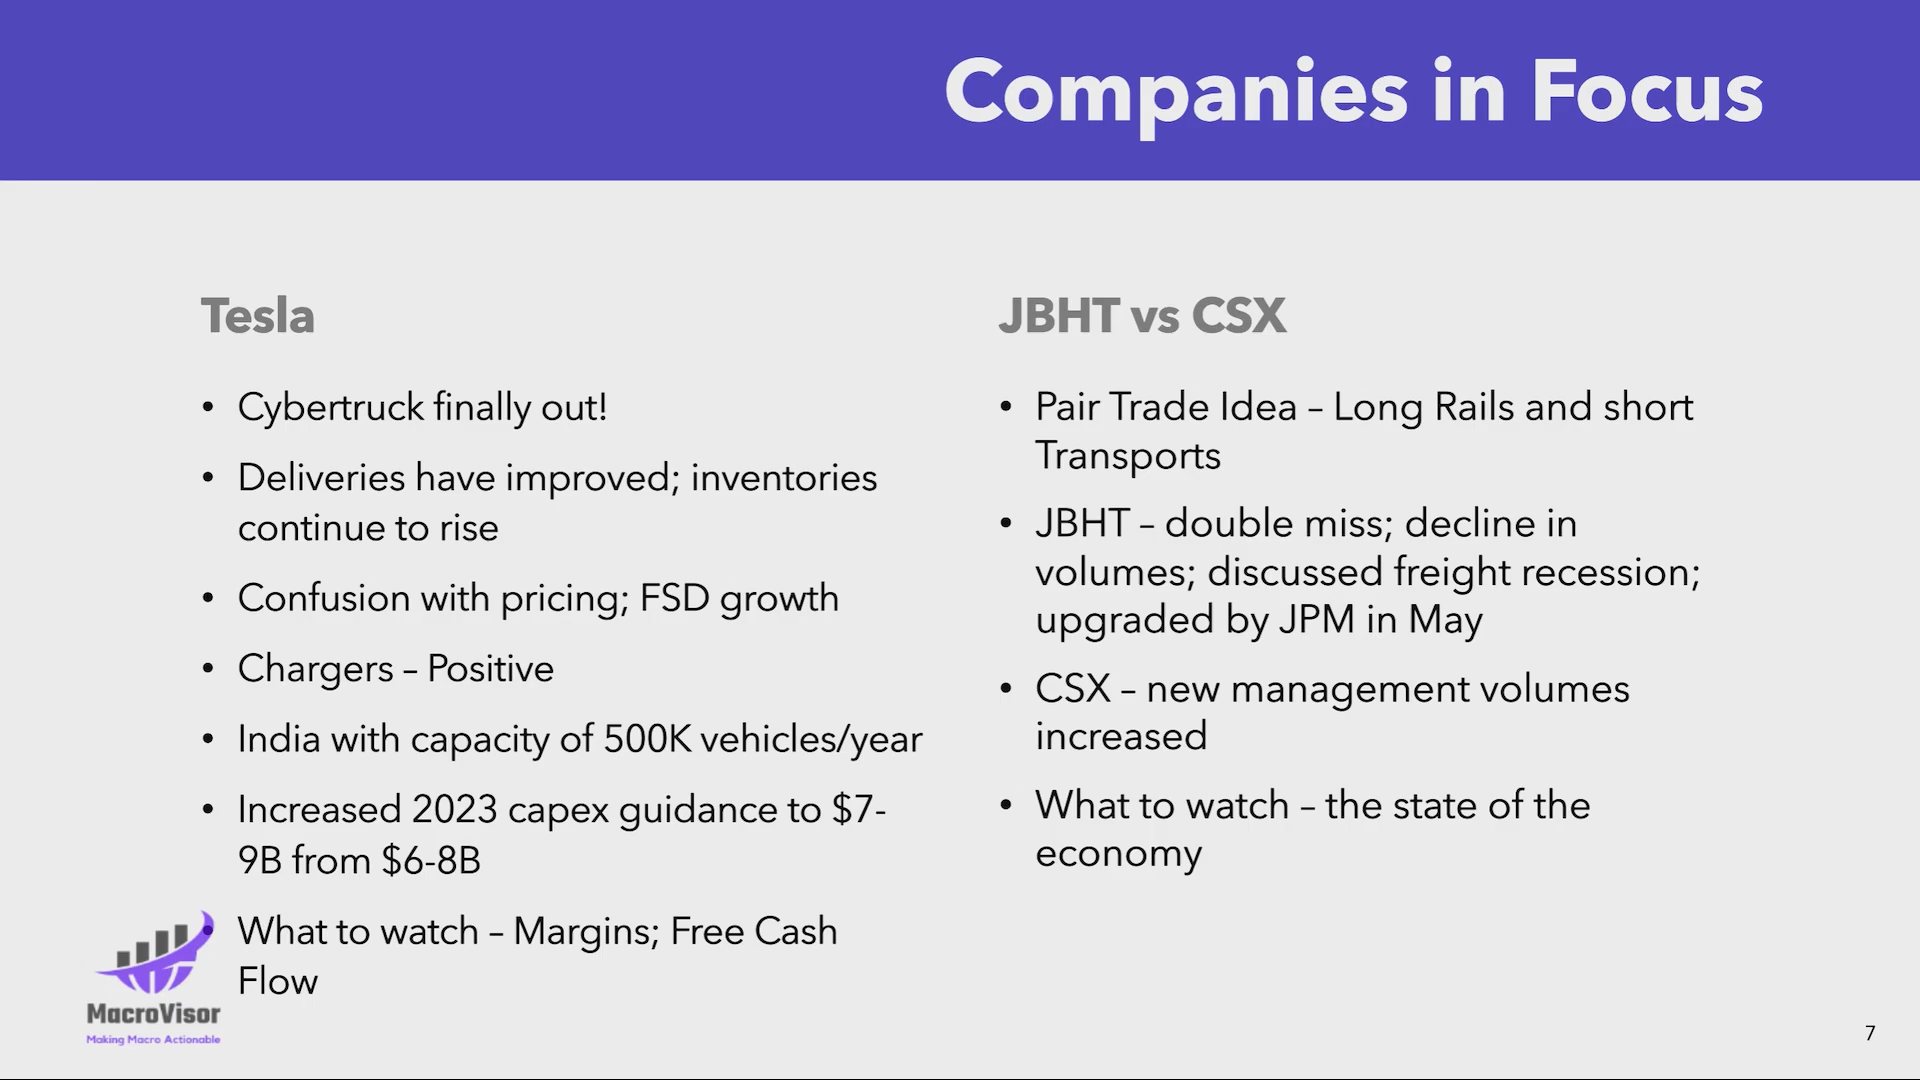 Companies in Focus
Tesla
• Cybertruck finally out!
• Deliveries have improved; inventories
continue to rise
• Confusion with pricing; FSD growth
• Chargers – Positive
• India with capacity of 500K vehicles/year
• Increased 2023 capex guidance to $7-
9B from $6-8B
• What to watch – Margins; Free Cash
Flow
JBHT vs CSX
• Pair Trade Idea – Long Rails and short
Transports
• JBHT – double miss; decline in
volumes; discussed freight recession;
upgraded by JPM in May
• CSX – new management volumes
increased
• What to watch – the state of the
economy
MacroVisor
Making Macro Actionable
7